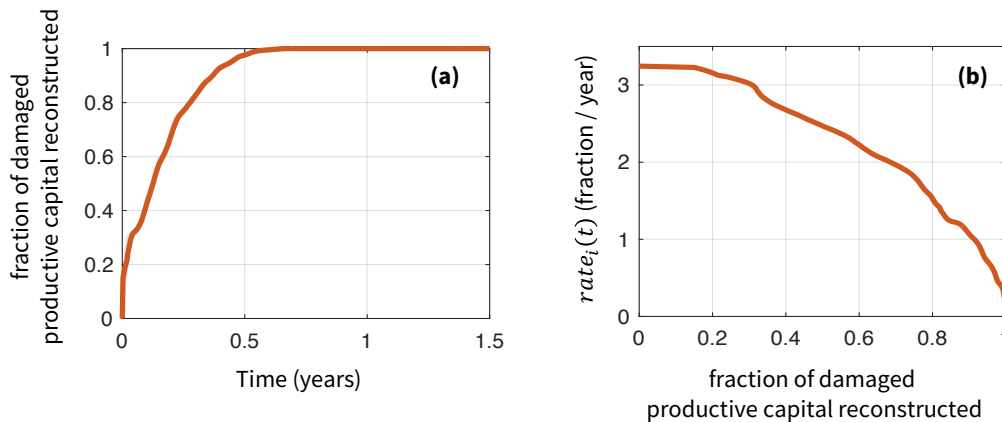 fraction of damaged
productive capital reconstructed
1
0.8
0.6
0.4
0.2
0
(a)
0
0.5
1
1.5
Time (years)
rateᵢ(t) (fraction / year)
3
2
1
0
(b)
0
0.2
0.4
0.6
0.8
fraction of damaged
productive capital reconstructed